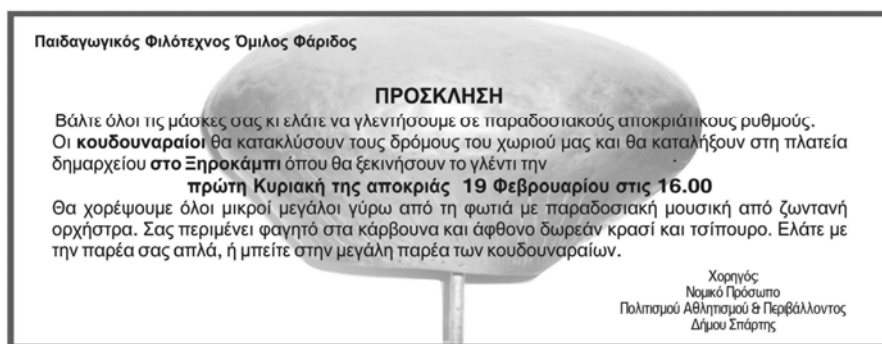 Παιδαγωγικός Φιλότεχνος Όμιλος Φάριδος
ΠΡΟΣΚΛΗΣΗ
Βάλτε όλοι τις μάσκες σας κι ελάτε να γλεντήσουμε σε παραδοσιακούς αποκριάτικους ρυθμούς.
Οι κουδουναραίοι θα κατακλύσουν τους δρόμους του χωριού μας και θα καταλήξουν στη πλατεία
δημαρχείου στο Ξηροκάμπι όπου θα ξεκινήσουν το γλέντι την
πρώτη Κυριακή της αποκριάς 19 Φεβρουαρίου στις 16.00
Θα χορέψουμε όλοι μικροί μεγάλοι γύρω από τη φωτιά με παραδοσιακή μουσική από ζωντανή
ορχήστρα. Σας περιμένει φαγητό στα κάρβουνα και άφθονο δωρεάν κρασί και τσίπουρο. Ελάτε με
την παρέα σας απλά, ή μπείτε στην μεγάλη παρέα των κουδουναραίων.
Χορηγός:
Νομικό Πρόσωπο
Πολιτισμού Αθλητισμού & Περιβάλλοντος
Δήμου Σπάρτης